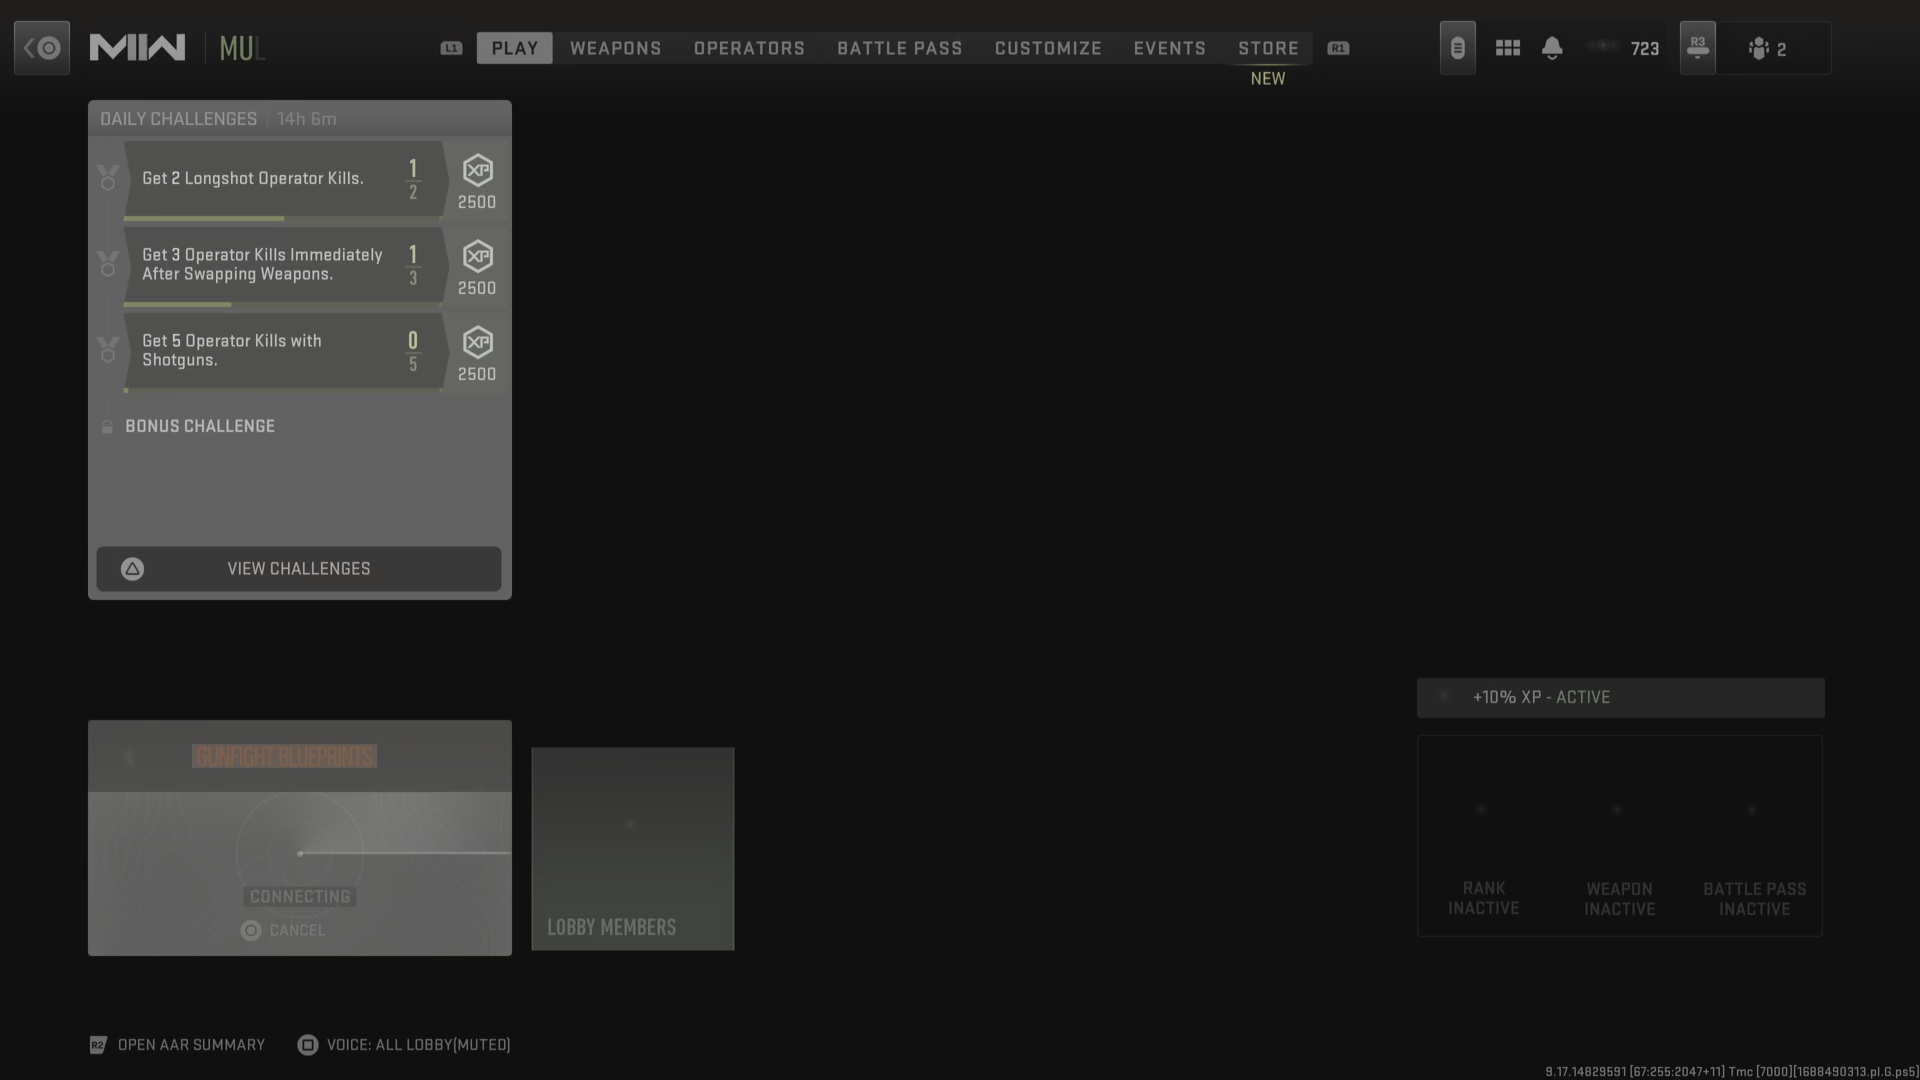 MW MUL
L1 PLAY WEAPONS OPERATORS BATTLE PASS CUSTOMIZE EVENTS STORE R1
NEW
723
R3
2
DAILY CHALLENGES 14h 6m
Get 2 Longshot Operator Kills.
1
2
XP
2500
Get 3 Operator Kills Immediately
After Swapping Weapons.
1
3
XP
2500
Get 5 Operator Kills with
Shotguns.
0
5
XP
2500
BONUS CHALLENGE
VIEW CHALLENGES
+10% XP - ACTIVE
GUNFIGHT BLUEPRINTS
CONNECTING
CANCEL
LOBBY MEMBERS
RANK
INACTIVE
WEAPON
INACTIVE
BATTLE PASS
INACTIVE
R2 OPEN AAR SUMMARY
VOICE: ALL LOBBY(MUTED)
9.17.14829591 [67:255:2047+11] Tmc [7000][1688490313.pl.G.ps5]